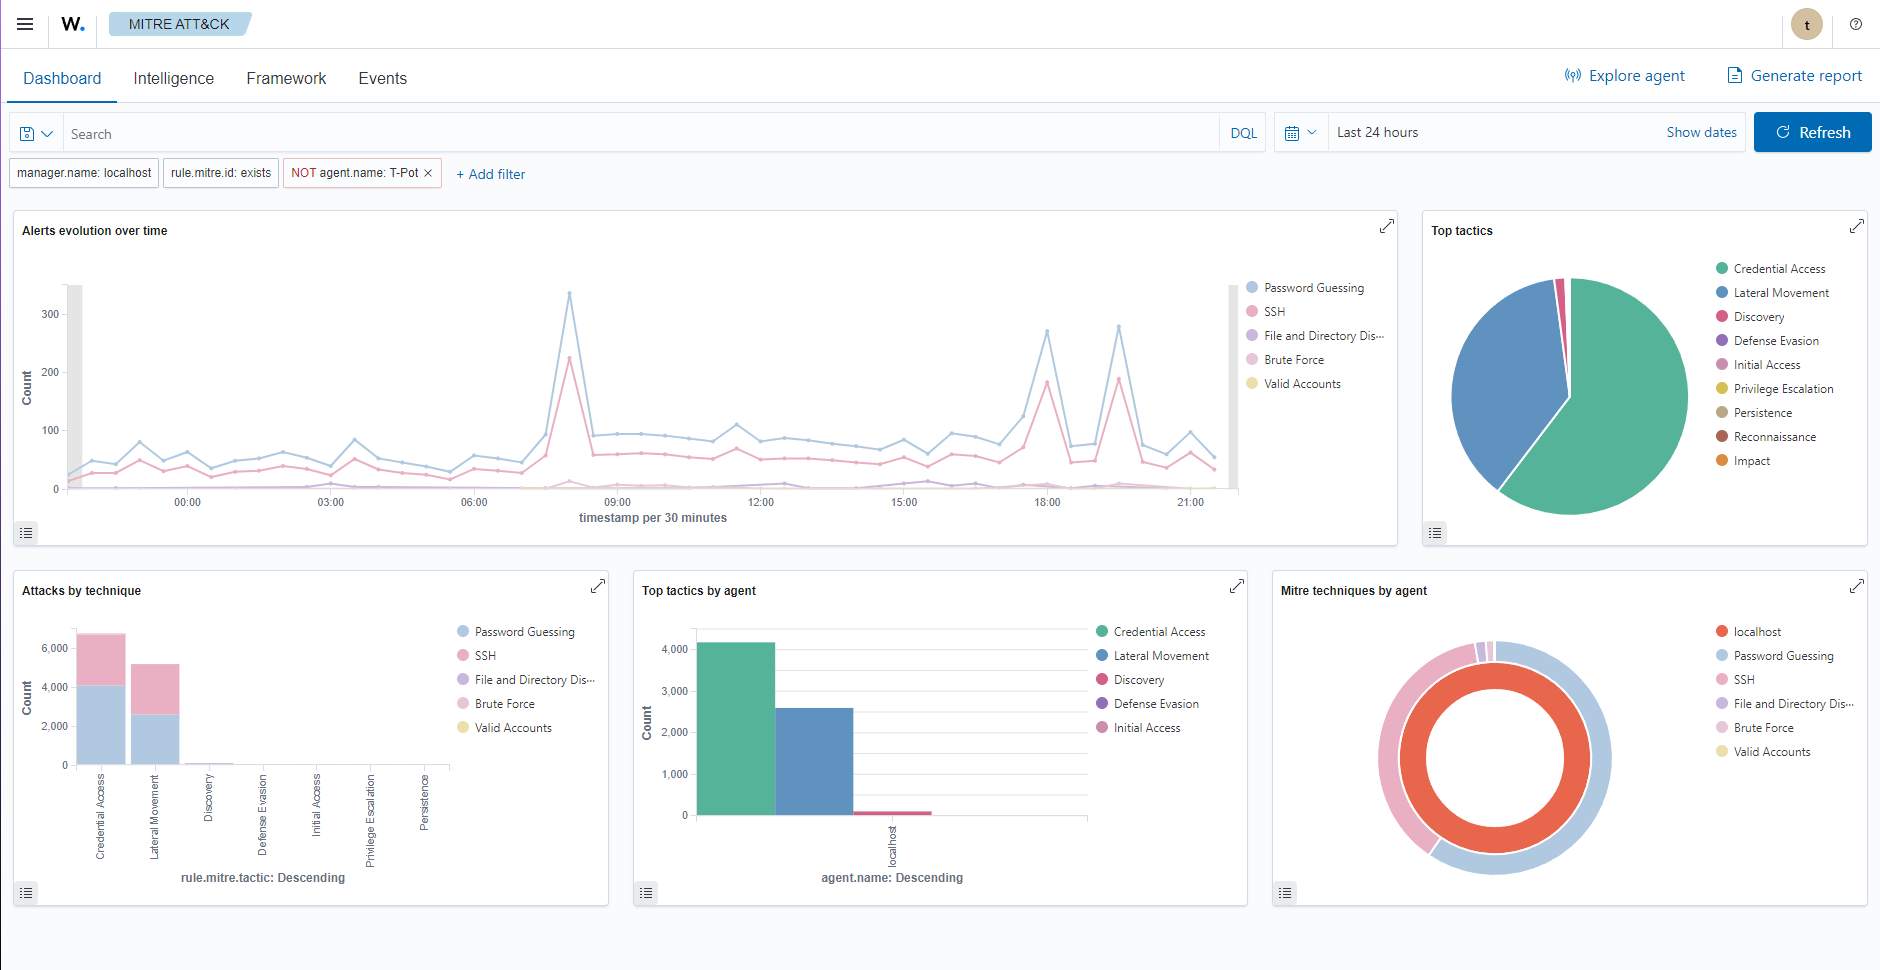 W.
MITRE ATT&CK
t
Dashboard
Intelligence
Framework
Events
Explore agent
Generate report
Search
DQL
Last 24 hours
Show dates
Refresh
manager.name: localhost
rule.mitre.id: exists
NOT agent.name: T-Pot
+ Add filter
Alerts evolution over time
Count
300
200
100
0
00:00
03:00
06:00
09:00
12:00
15:00
18:00
21:00
timestamp per 30 minutes
Password Guessing
SSH
File and Directory Dis···
Brute Force
Valid Accounts
Top tactics
Credential Access
Lateral Movement
Discovery
Defense Evasion
Initial Access
Privilege Escalation
Persistence
Reconnaissance
Impact
Attacks by technique
Count
6,000
4,000
2,000
0
Credential Access
Lateral Movement
Discovery
Defense Evasion
Initial Access
Privilege Escalation
Persistence
rule.mitre.tactic: Descending
Password Guessing
SSH
File and Directory Dis···
Brute Force
Valid Accounts
Top tactics by agent
Count
4,000
3,000
2,000
1,000
0
localhost
agent.name: Descending
Credential Access
Lateral Movement
Discovery
Defense Evasion
Initial Access
Mitre techniques by agent
localhost
Password Guessing
SSH
File and Directory Dis···
Brute Force
Valid Accounts